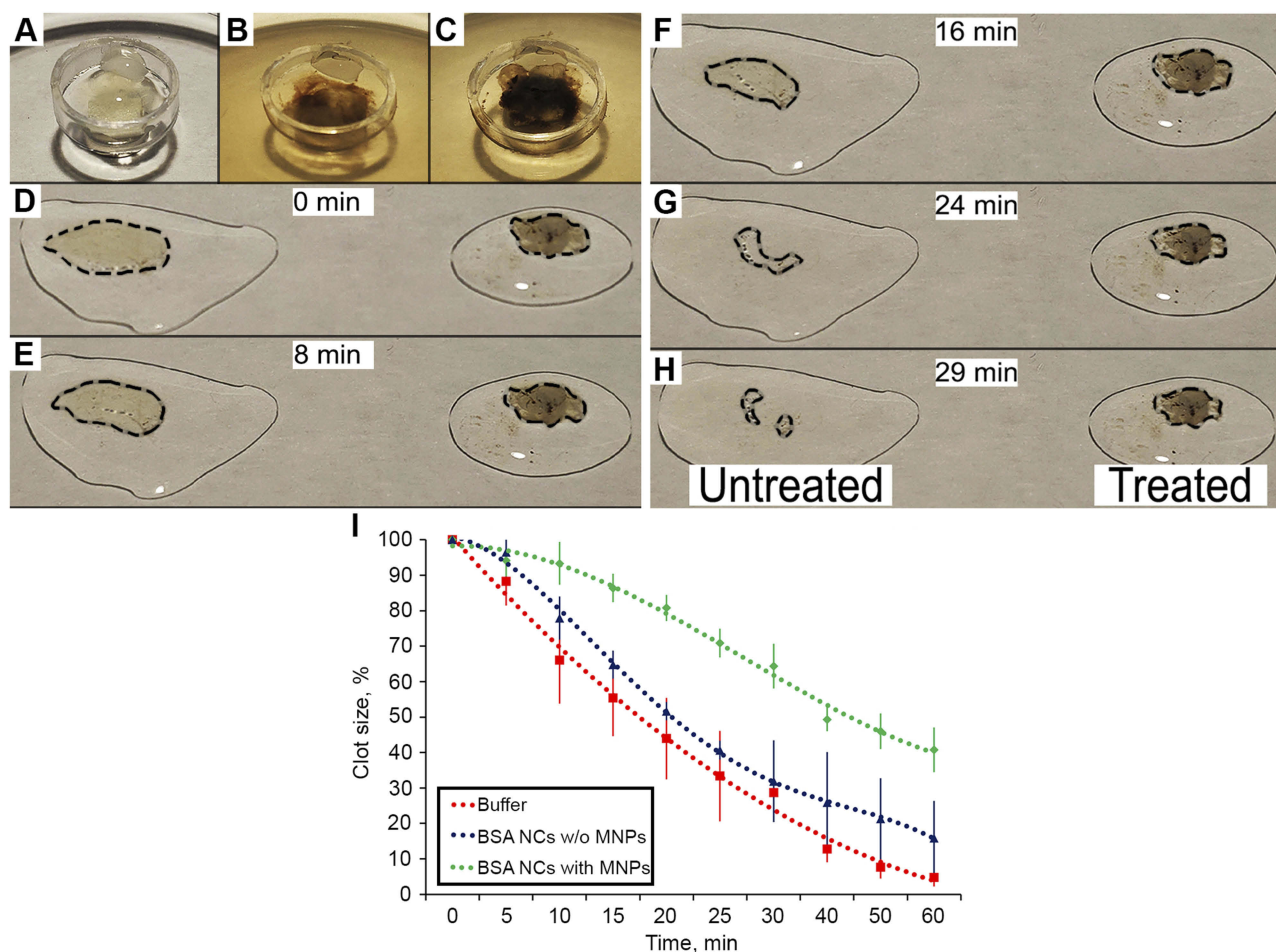 A
B
C
D
0 min
E
8 min
F
16 min
G
24 min
H
29 min
Untreated
Treated
I
100
90
80
70
60
50
40
30
20
10
0
Clot size, %
Buffer
BSA NCs w/o MNPs
BSA NCs with MNPs
0 5 10 15 20 25 30 40 50 60
Time, min